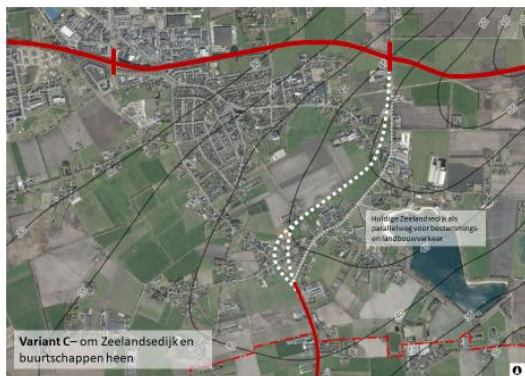 Huidige Zeelandsedijk als
parallelweg voor bestemmings-
en landbouwverkeer
Variant C– om Zeelandsedijk en
buurtschappen heen